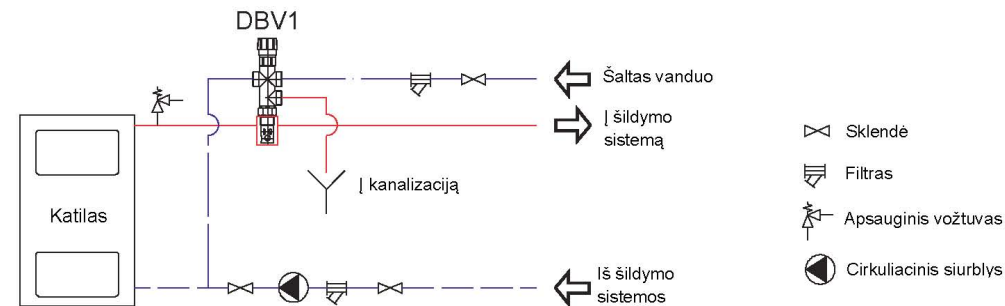 DBV1
Šaltas vanduo
Į šildymo
sistemą
Į kanalizaciją
Katilas
Iš šildymo
sistemos
Sklendė
Filtras
Apsauginis vožtuvas
Cirkuliacinis siurblys